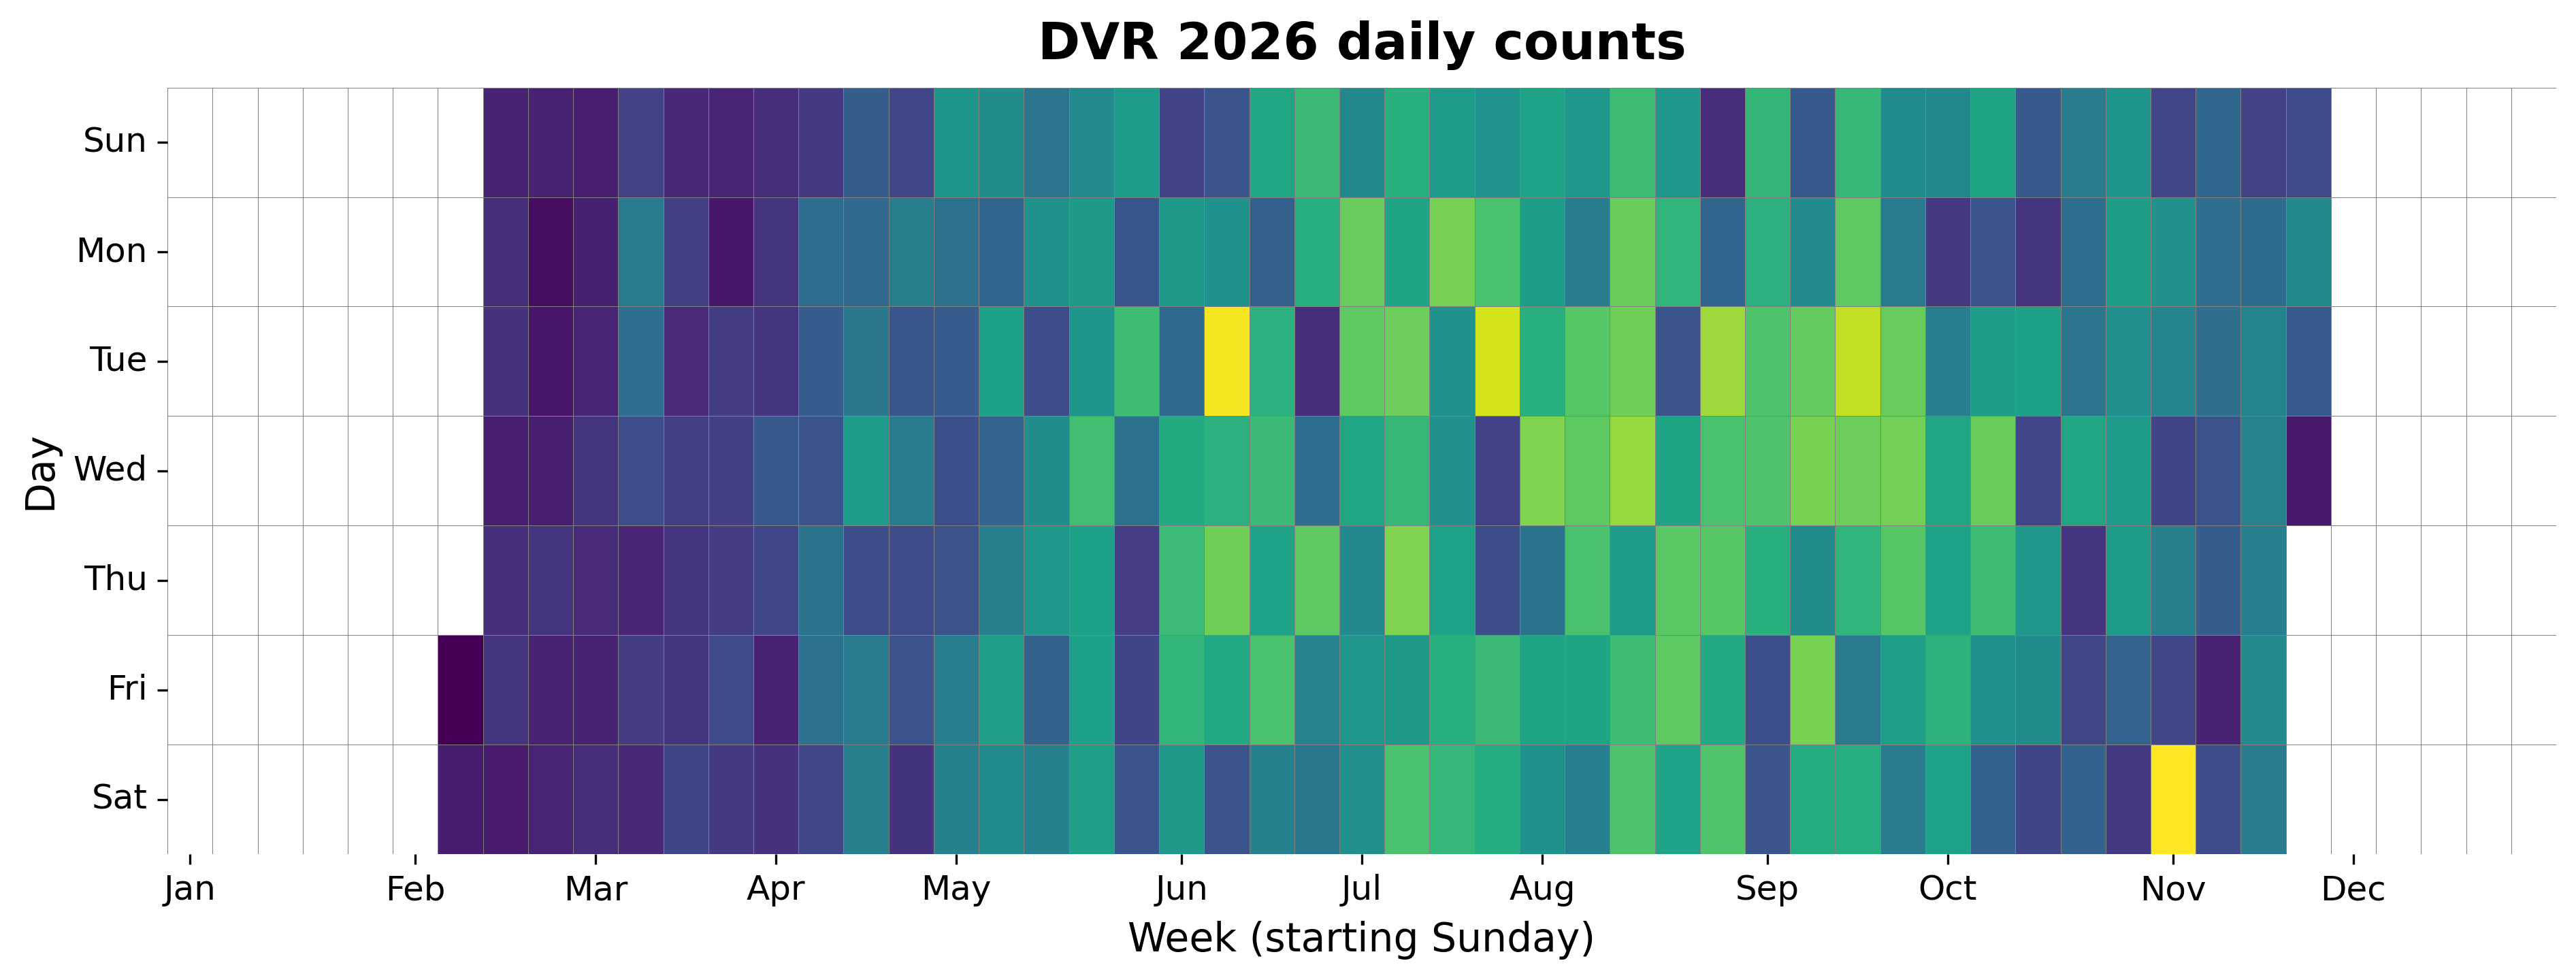 DVR 2026 daily counts
Day
Sun
Mon
Tue
Wed
Thu
Fri
Sat
Jan Feb Mar Apr May Jun Jul Aug Sep Oct Nov Dec
Week (starting Sunday)